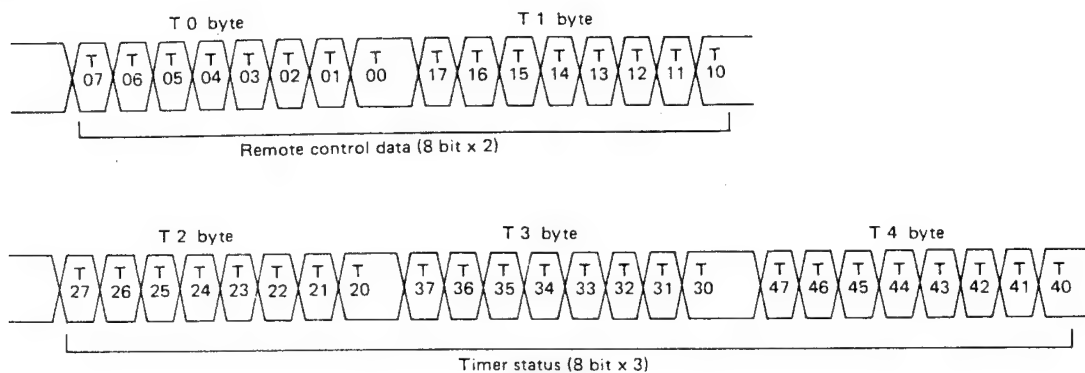 T 0 byte T 1 byte
T 07 T 06 T 05 T 04 T 03 T 02 T 01 T 00 T 17 T 16 T 15 T 14 T 13 T 12 T 11 T 10
Remote control data (8 bit x 2)
T 2 byte T 3 byte T 4 byte
T 27 T 26 T 25 T 24 T 23 T 22 T 21 T 20 T 37 T 36 T 35 T 34 T 33 T 32 T 31 T 30 T 47 T 46 T 45 T 44 T 43 T 42 T 41 T 40
Timer status (8 bit x 3)